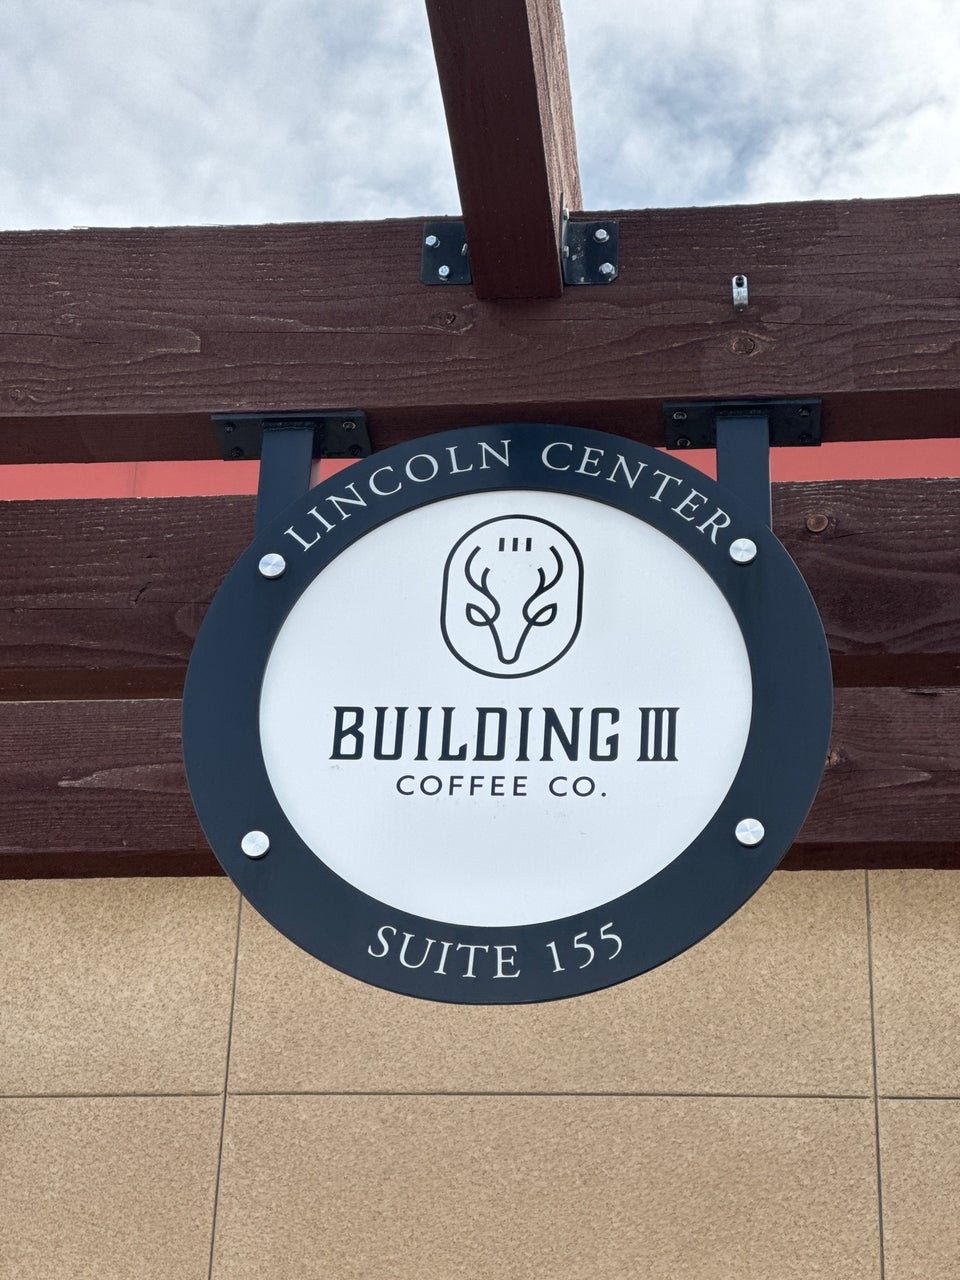 LINCOLN CENTER
III
BUILDING III
COFFEE CO.
SUITE 155